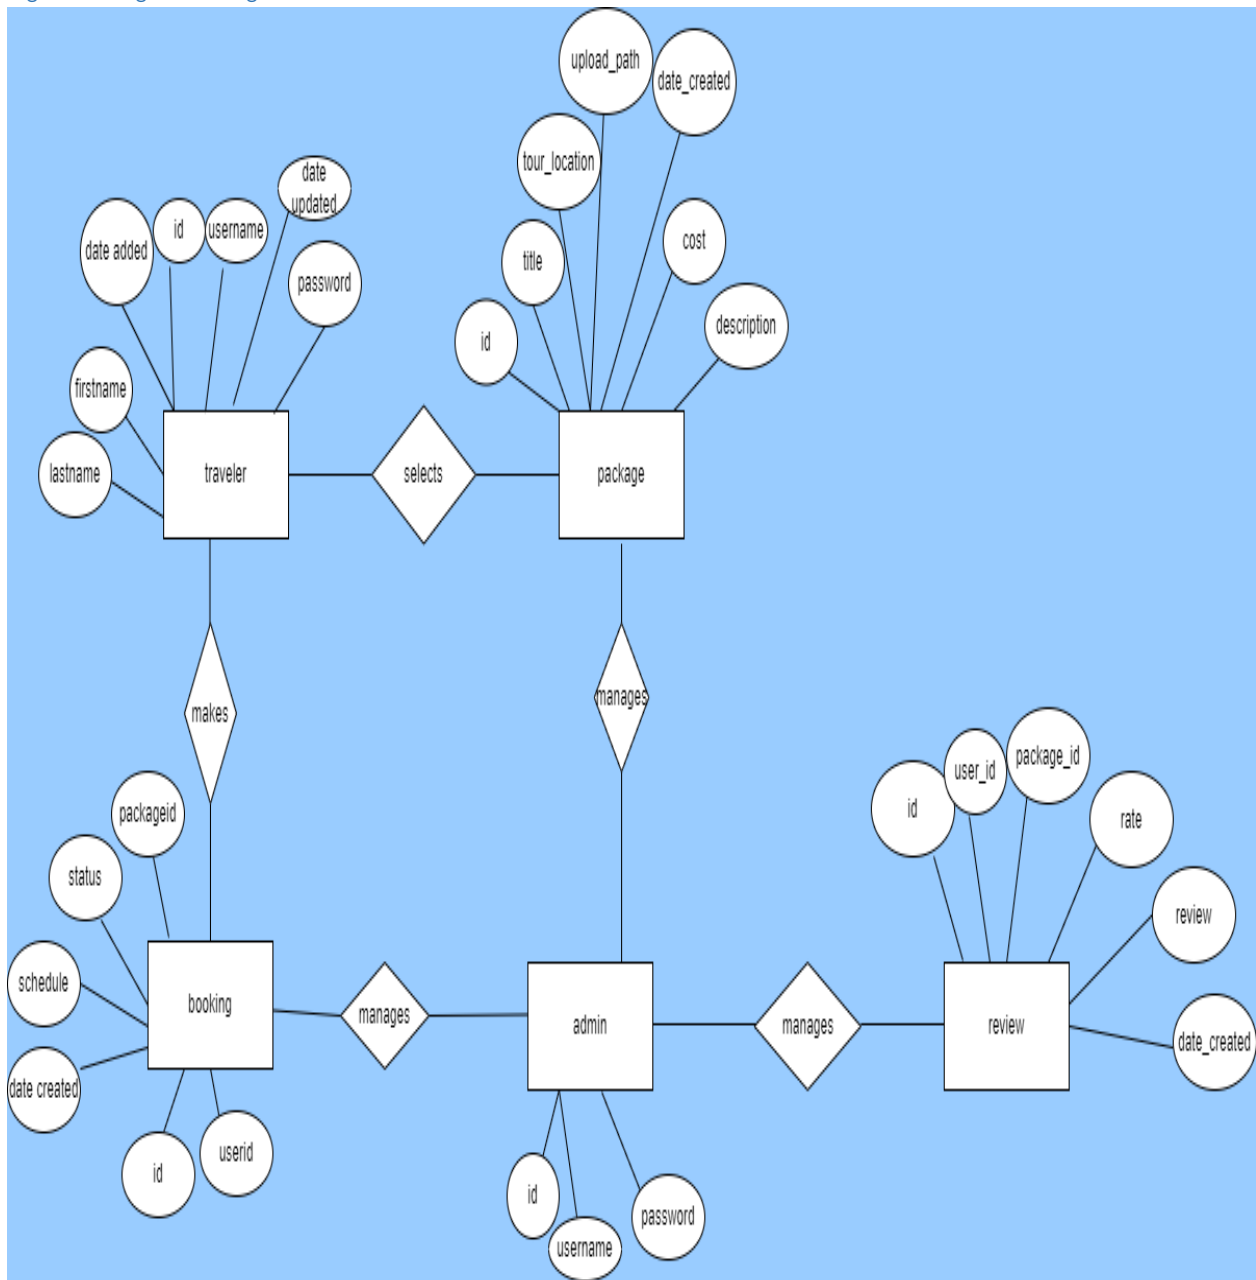 upload_path
date_created
tour_location
date
updated
date added
id
username
cost
title
password
description
id
firstname
lastname
traveler
selects
package
manages
makes
package_id
user_id
id
packageid
rate
status
review
schedule
booking
manages
admin
manages
review
date_created
date created
userid
id
id
password
username